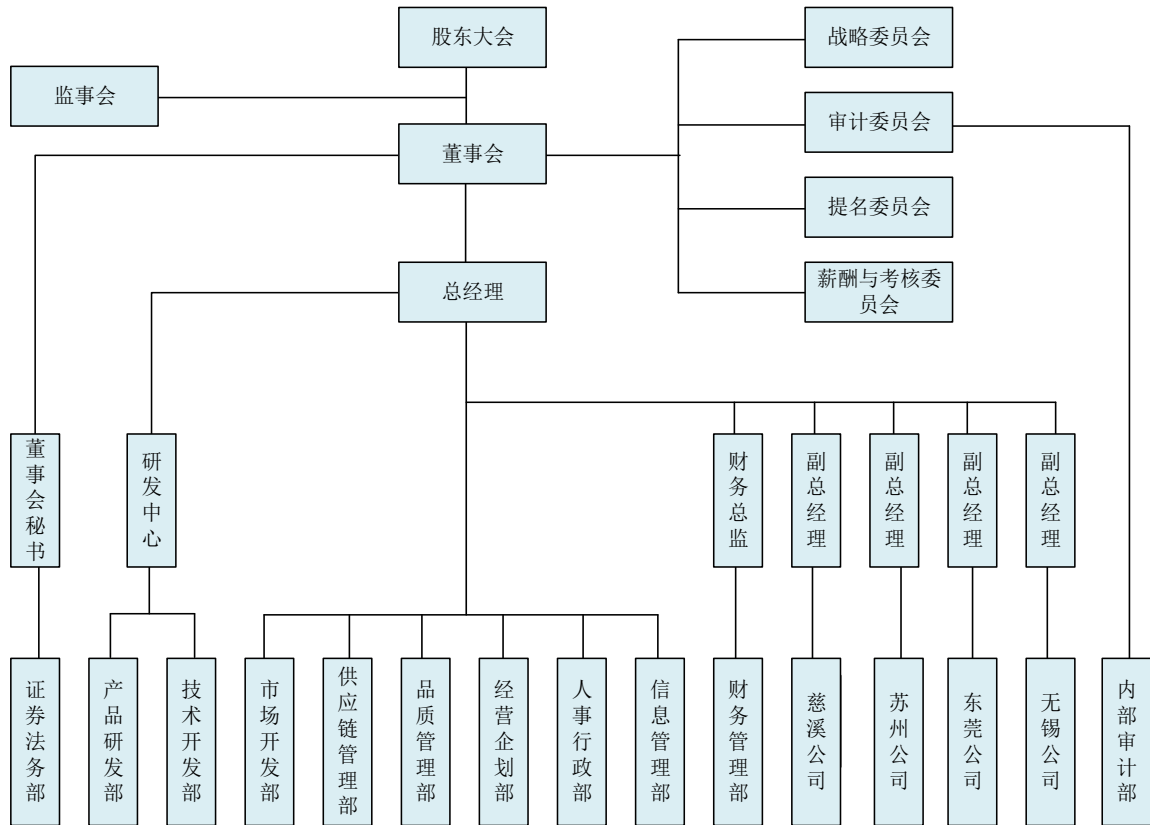 股东大会
战略委员会
监事会
审计委员会
董事会
提名委员会
总经理
薪酬与考核委
员会
董事会秘书
研发中心
财务总监
副总经理
副总经理
副总经理
副总经理
证券法务部
产品研发部
技术开发部
市场开发部
供应链管理部
品质管理部
经营企划部
人事行政部
信息管理部
财务管理部
慈溪公司
苏州公司
东莞公司
无锡公司
内部审计部